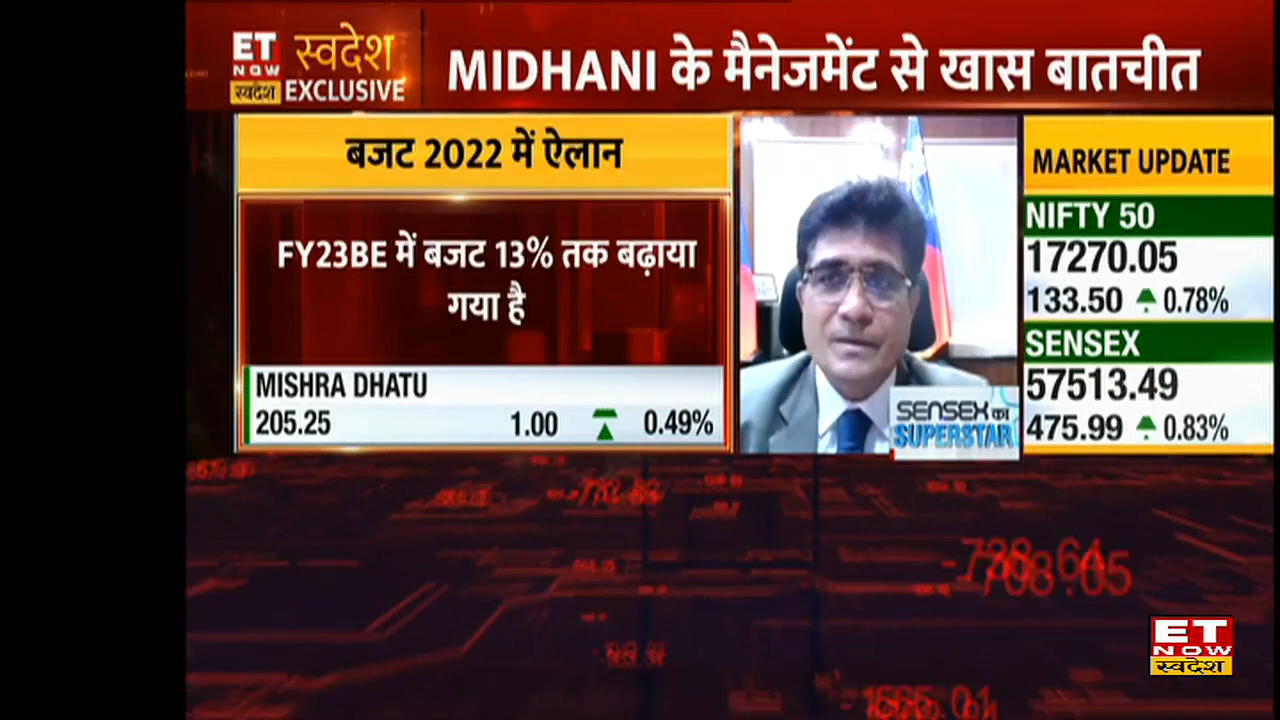 ET NOW स्वदेश
स्वदेश EXCLUSIVE
MIDHANI के मैनेजमेंट से खास बातचीत
बजट 2022 में ऐलान
FY23BE में बजट 13% तक बढ़ाया
गया है
MISHRA DHATU
205.25 1.00 0.49%
SENSEX का
SUPERSTAR
MARKET UPDATE
NIFTY 50
17270.05
133.50 0.78%
SENSEX
57513.49
475.99 0.83%
ET
NOW
स्वदेश